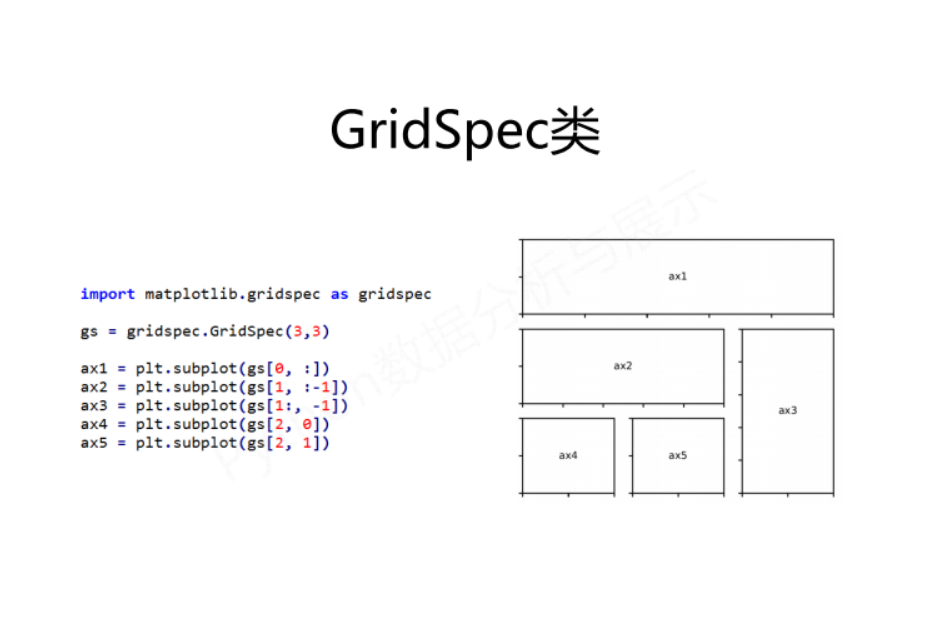 GridSpec类
import matplotlib.gridspec as gridspec
gs = gridspec.GridSpec(3,3)
ax1 = plt.subplot(gs[0, :])
ax2 = plt.subplot(gs[1, :-1])
ax3 = plt.subplot(gs[1:, -1])
ax4 = plt.subplot(gs[2, 0])
ax5 = plt.subplot(gs[2, 1])
ax1
ax2
ax3
ax4
ax5
Python数据分析与展示